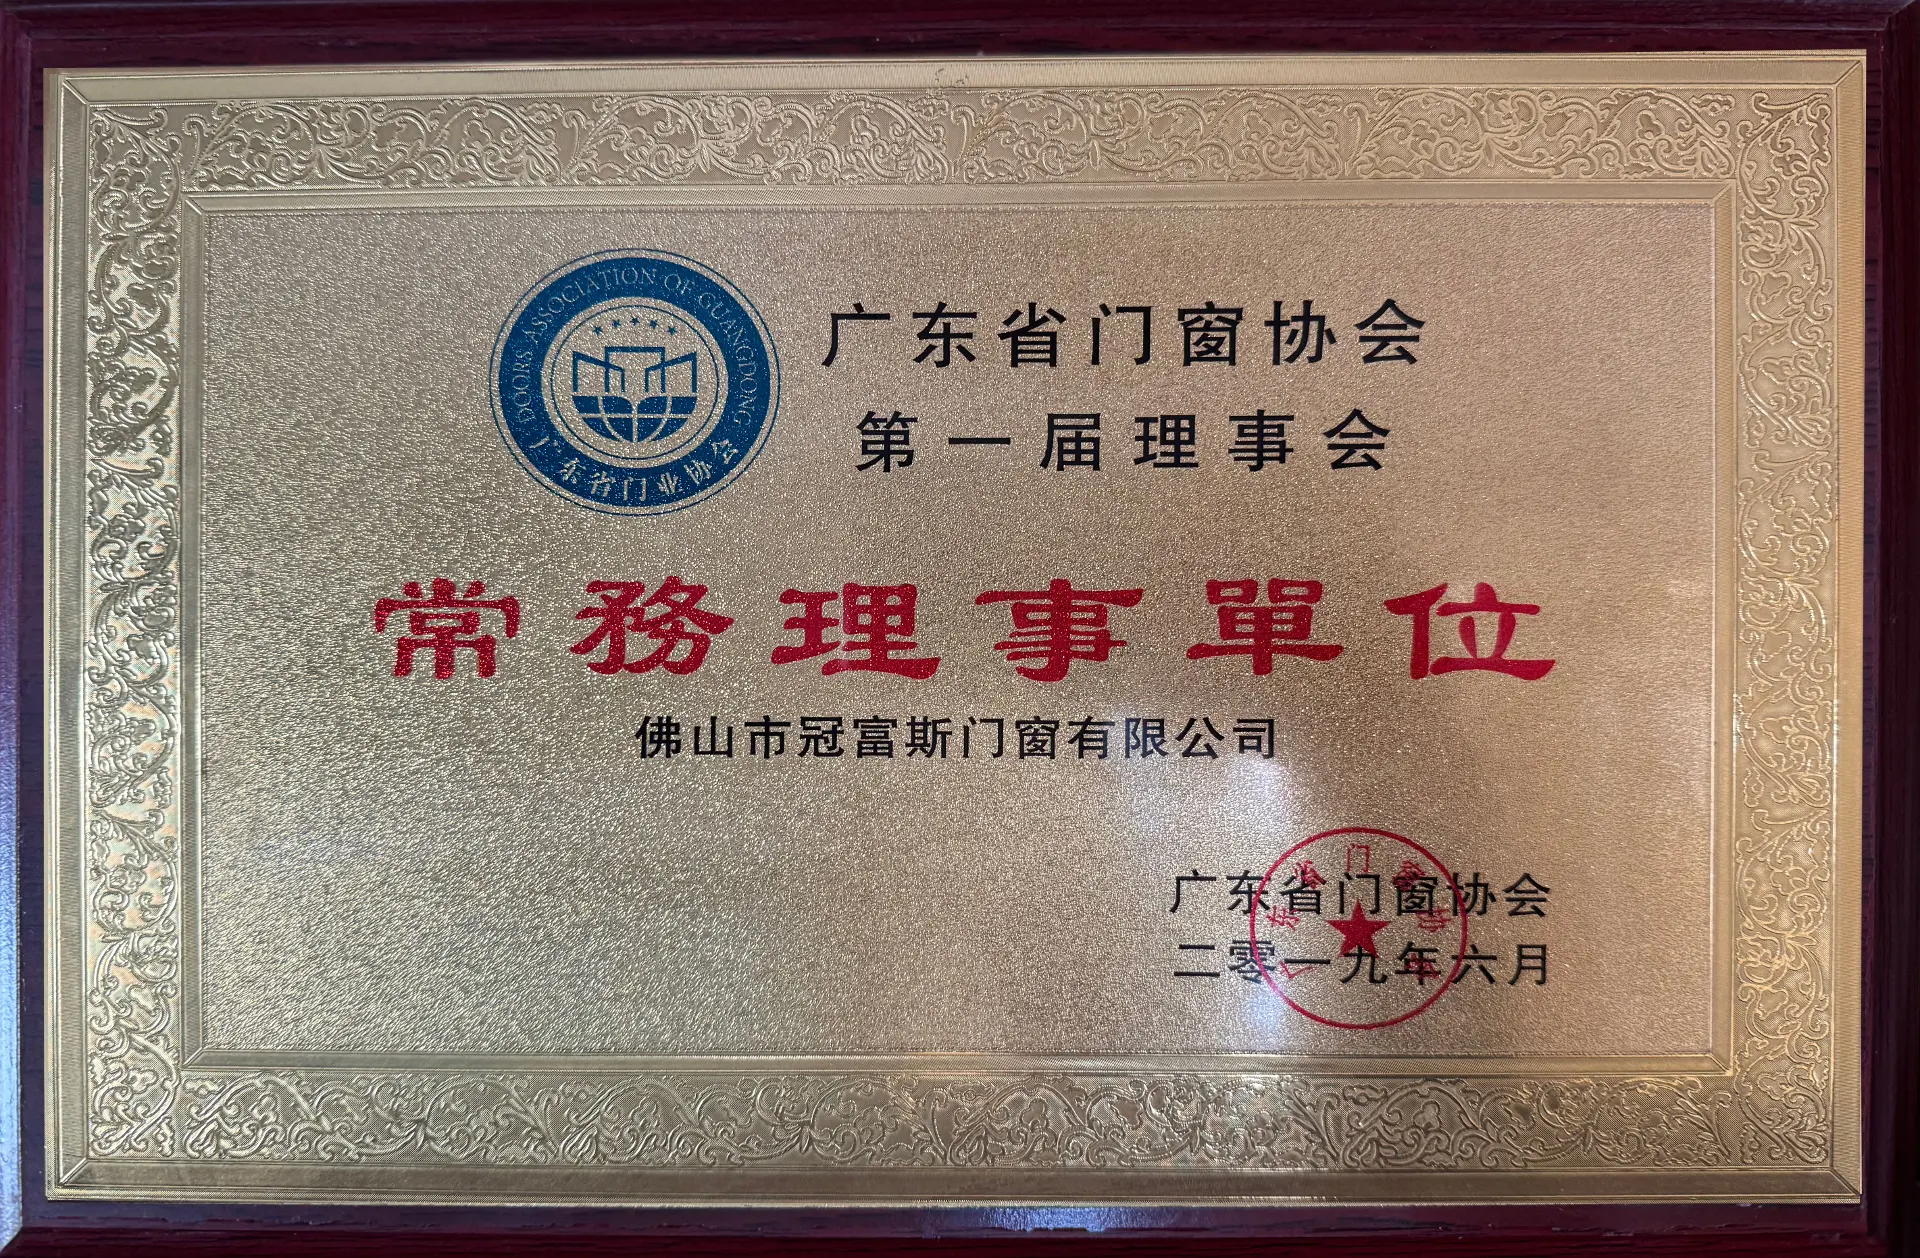 DOORS ASSOCIATION OF GUANGDONG
广东省门业协会
广东省门窗协会
第一届理事会
常務理事單位
佛山市冠富斯门窗有限公司
广东省门窗协会
二零一九年六月